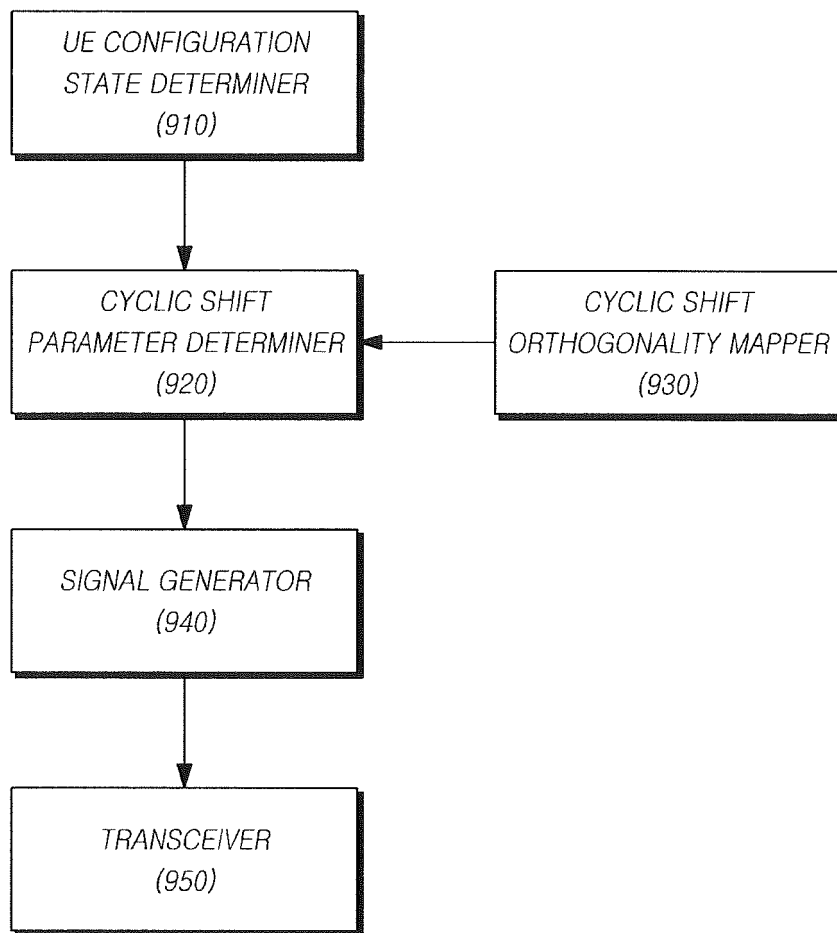 UE CONFIGURATION
STATE DETERMINER
(910)
CYCLIC SHIFT
PARAMETER DETERMINER
(920)
CYCLIC SHIFT
ORTHOGONALITY MAPPER
(930)
SIGNAL GENERATOR
(940)
TRANSCEIVER
(950)